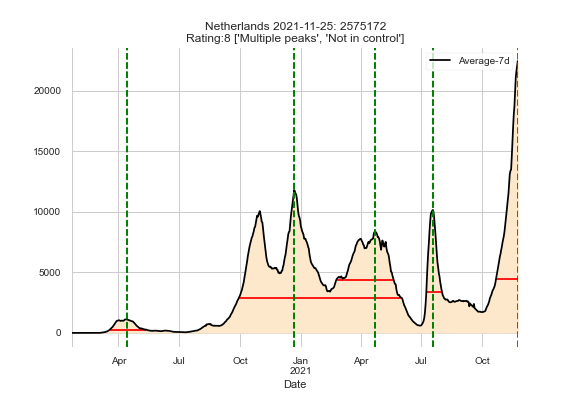 Netherlands 2021-11-25: 2575172
Rating:8 ['Multiple peaks', 'Not in control']
Average-7d
20000
15000
10000
5000
0
Apr
Jul
Oct
Jan
2021
Apr
Jul
Oct
Date